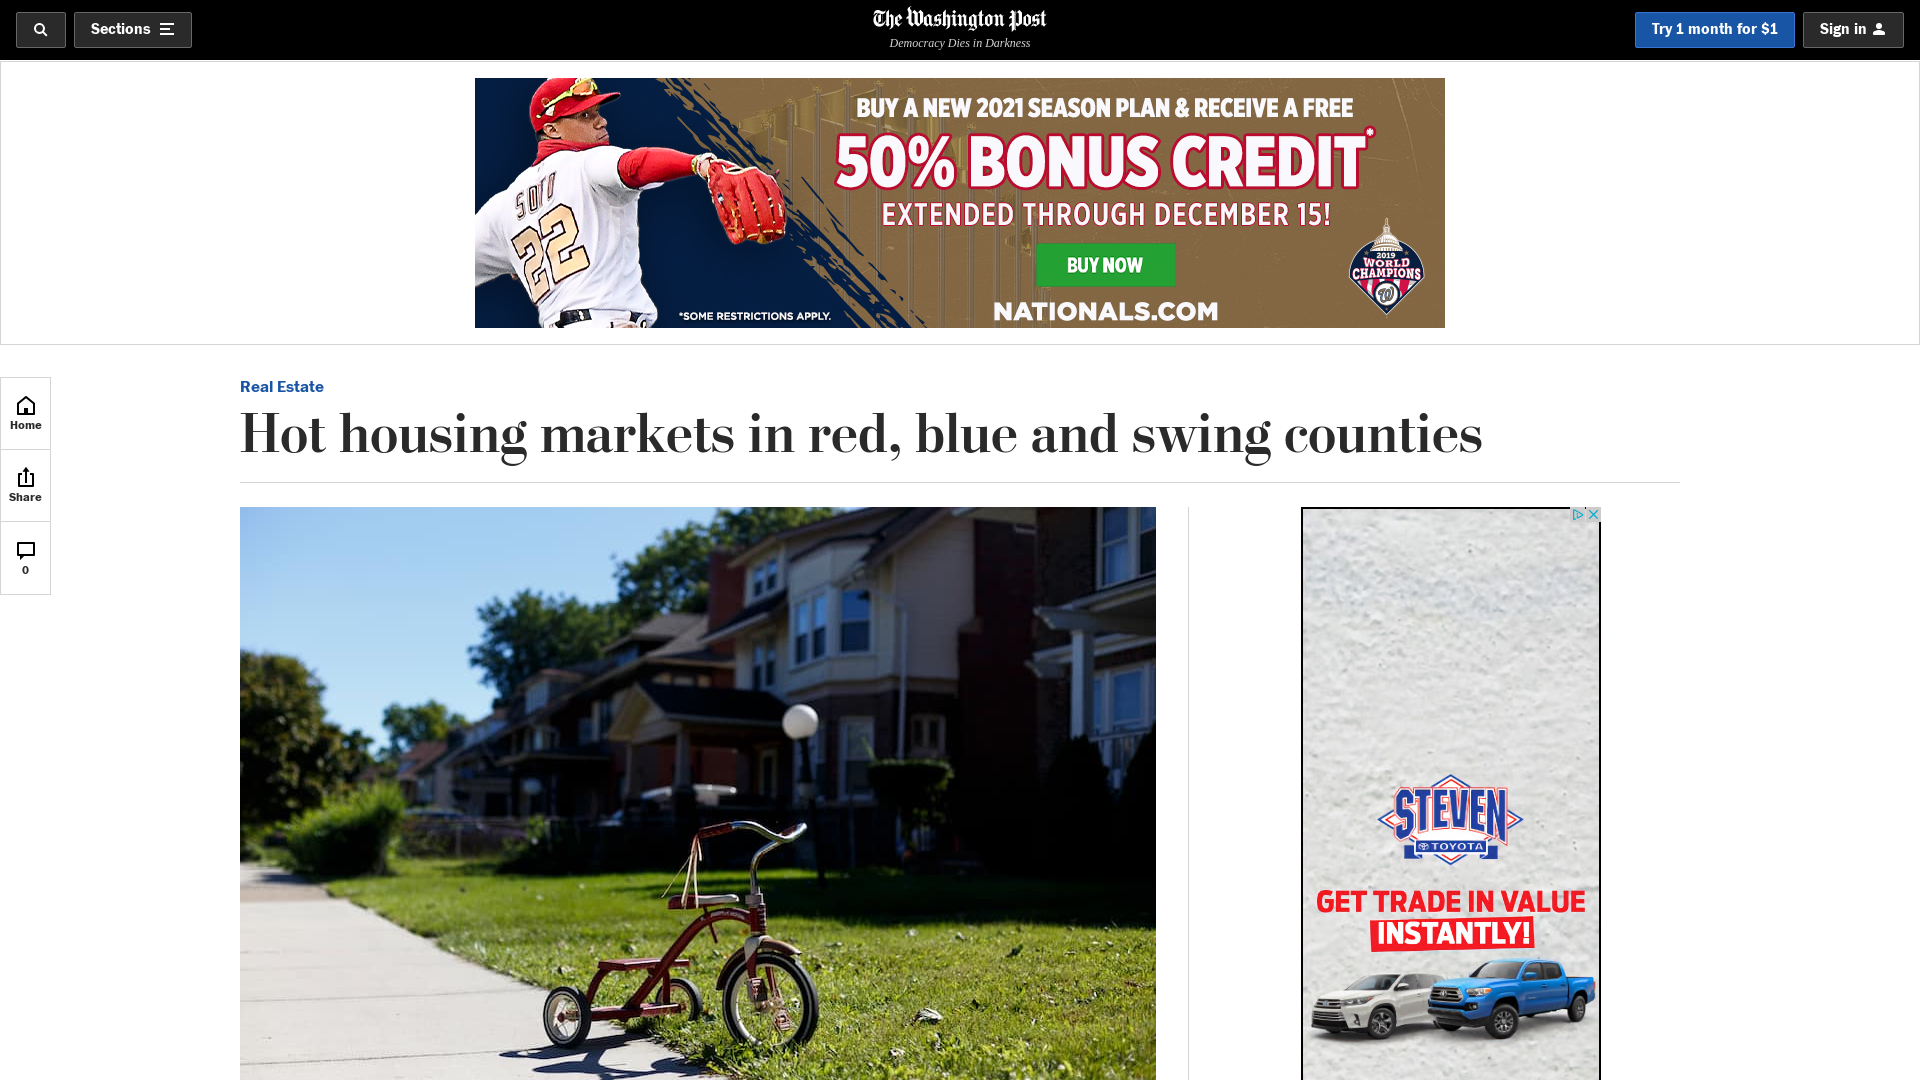 Sections
The Washington Post
Democracy Dies in Darkness
Try 1 month for $1
Sign in
BUY A NEW 2021 SEASON PLAN & RECEIVE A FREE
50% BONUS CREDIT*
EXTENDED THROUGH DECEMBER 15!
BUY NOW
NATIONALS.COM
*SOME RESTRICTIONS APPLY.
22
2019
WORLD
CHAMPIONS
W
Home
Share
0
Real Estate
Hot housing markets in red, blue and swing counties
STEVEN
TOYOTA
GET TRADE IN VALUE
INSTANTLY!